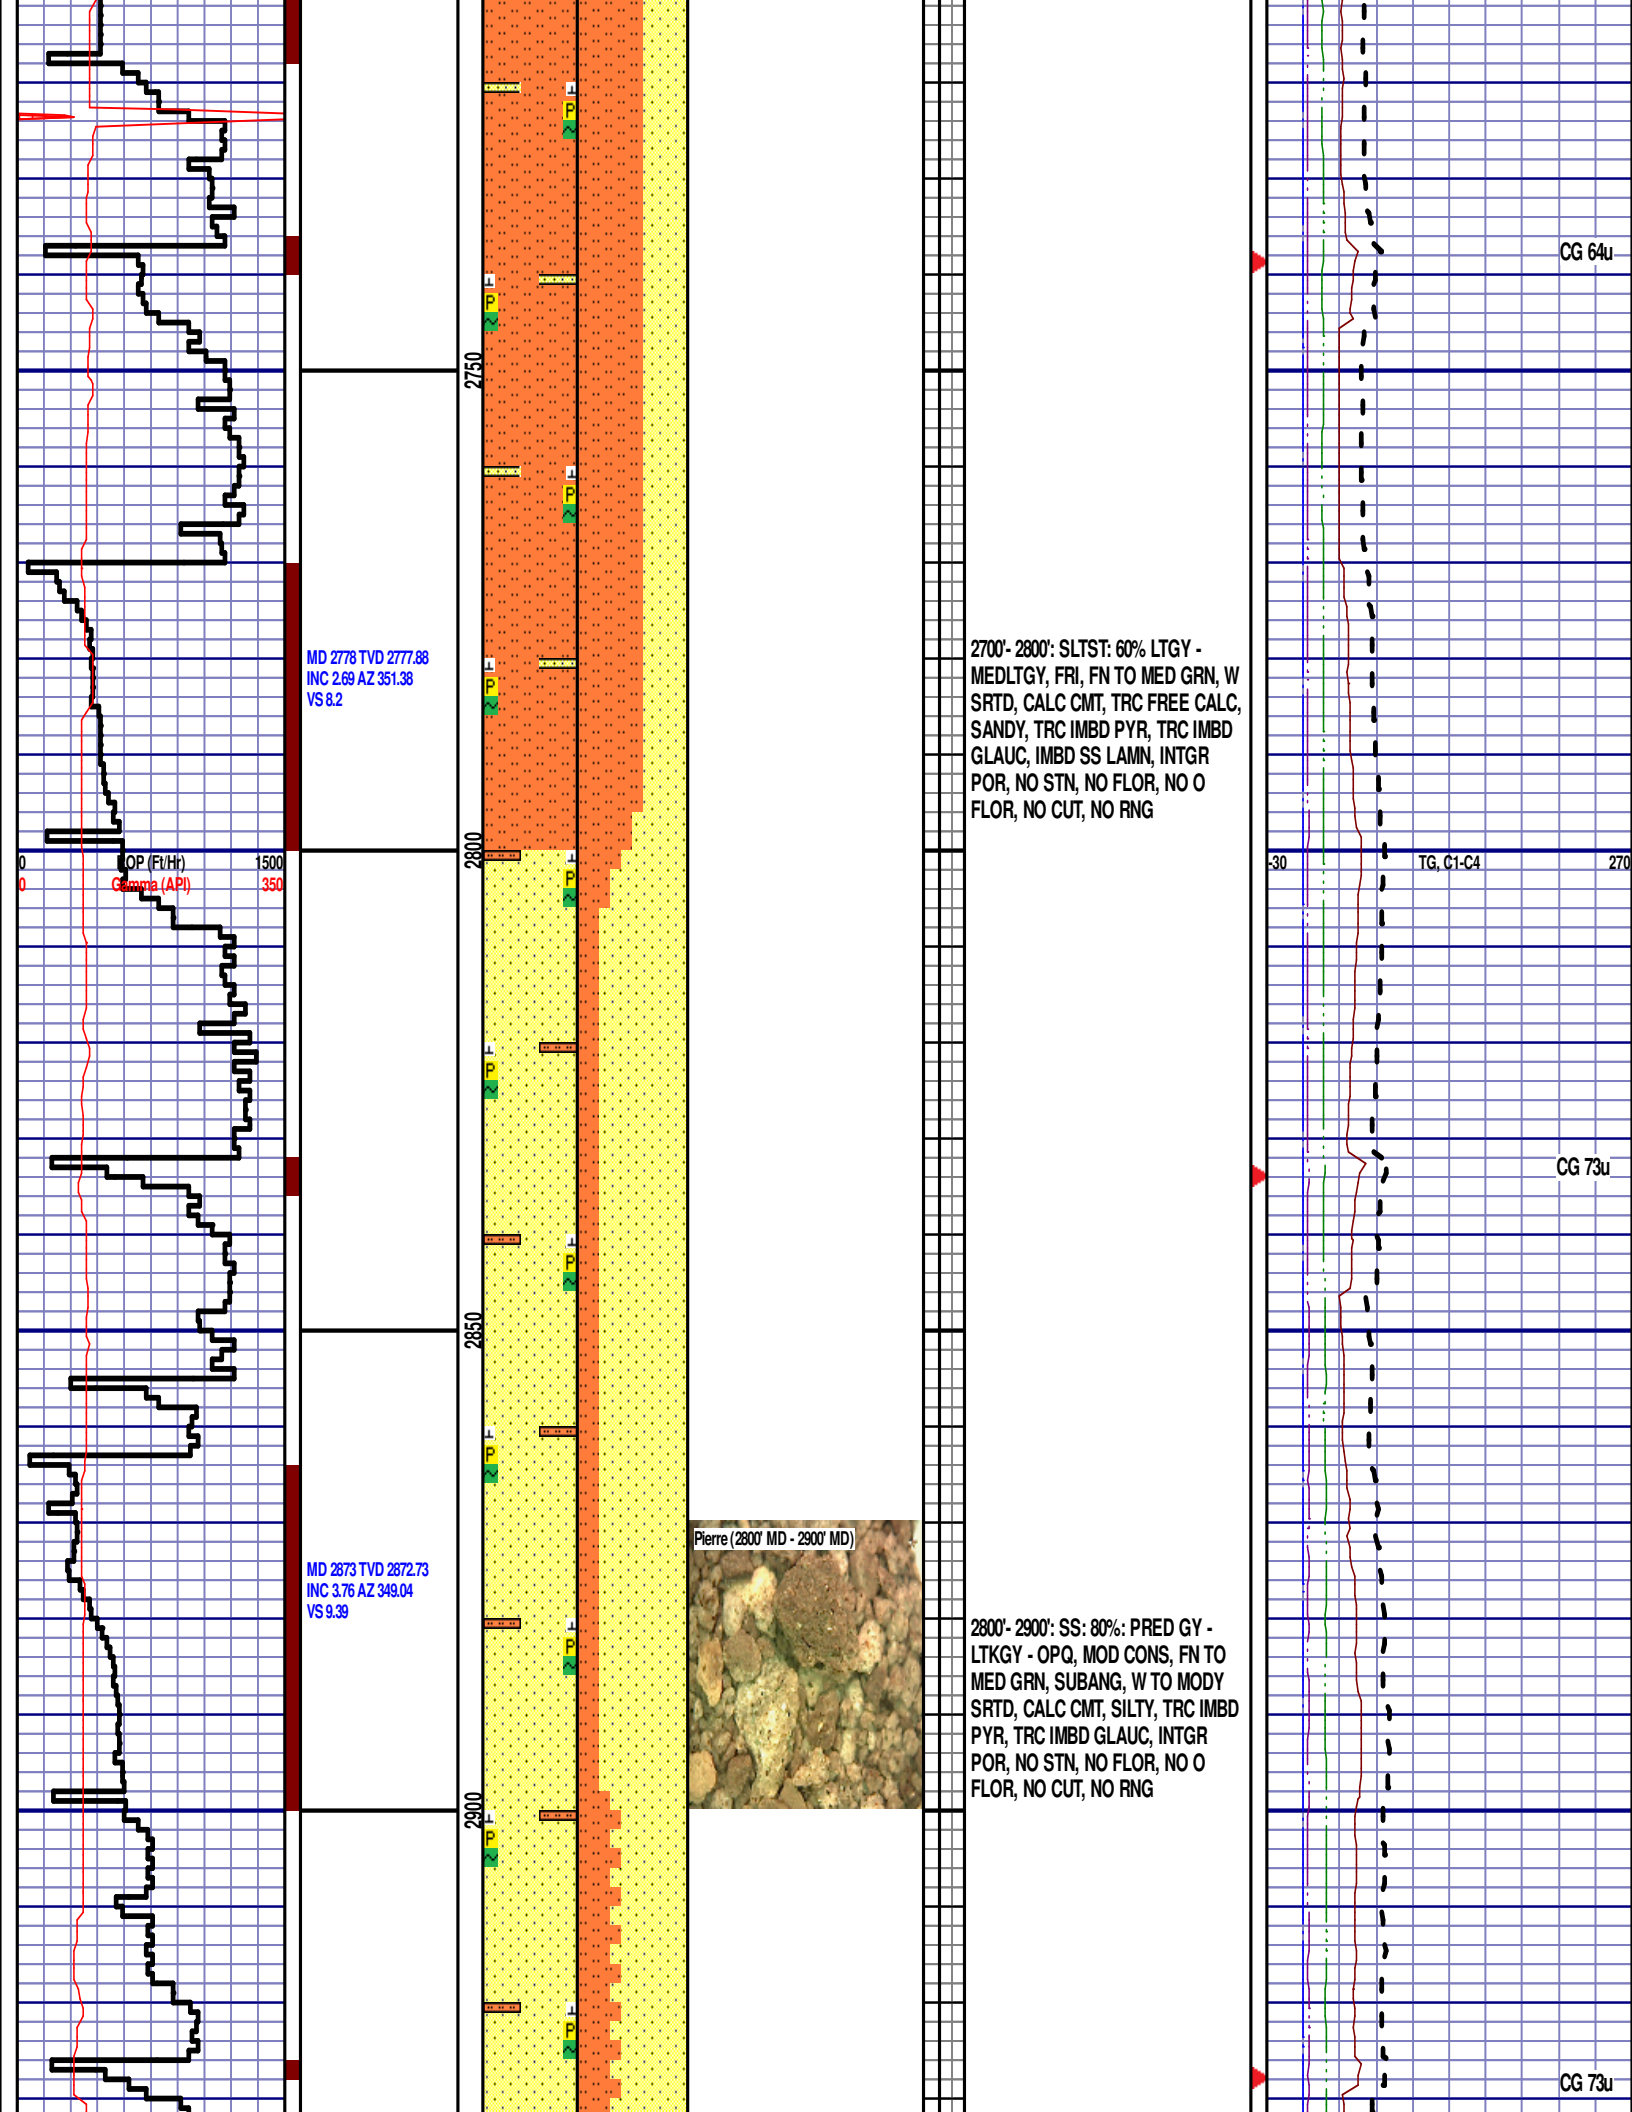 CG 64u
2750
MD 2778 TVD 2777.88
INC 2.69 AZ 351.38
VS 8.2
2700'- 2800': SLTST: 60% LTGY -
MEDLTGY, FRI, FN TO MED GRN, W
SRTD, CALC CMT, TRC FREE CALC,
SANDY, TRC IMBD PYR, TRC IMBD
GLAUC, IMBD SS LAMN, INTGR
POR, NO STN, NO FLOR, NO O
FLOR, NO CUT, NO RNG
P
P
P
P
2800
0 ROP (Ft/Hr) 1500
0 Gamma (API) 350
-30 TG, C1-C4 270
P
P
CG 73u
P
2850
P
Pierre (2800' MD - 2900' MD)
MD 2873 TVD 2872.73
INC 3.76 AZ 349.04
VS 9.39
2800'- 2900': SS: 80%: PRED GY -
LTKGY - OPQ, MOD CONS, FN TO
MED GRN, SUBANG, W TO MODY
SRTD, CALC CMT, SILTY, TRC IMBD
PYR, TRC IMBD GLAUC, INTGR
POR, NO STN, NO FLOR, NO O
FLOR, NO CUT, NO RNG
P
2900
P
P
CG 73u